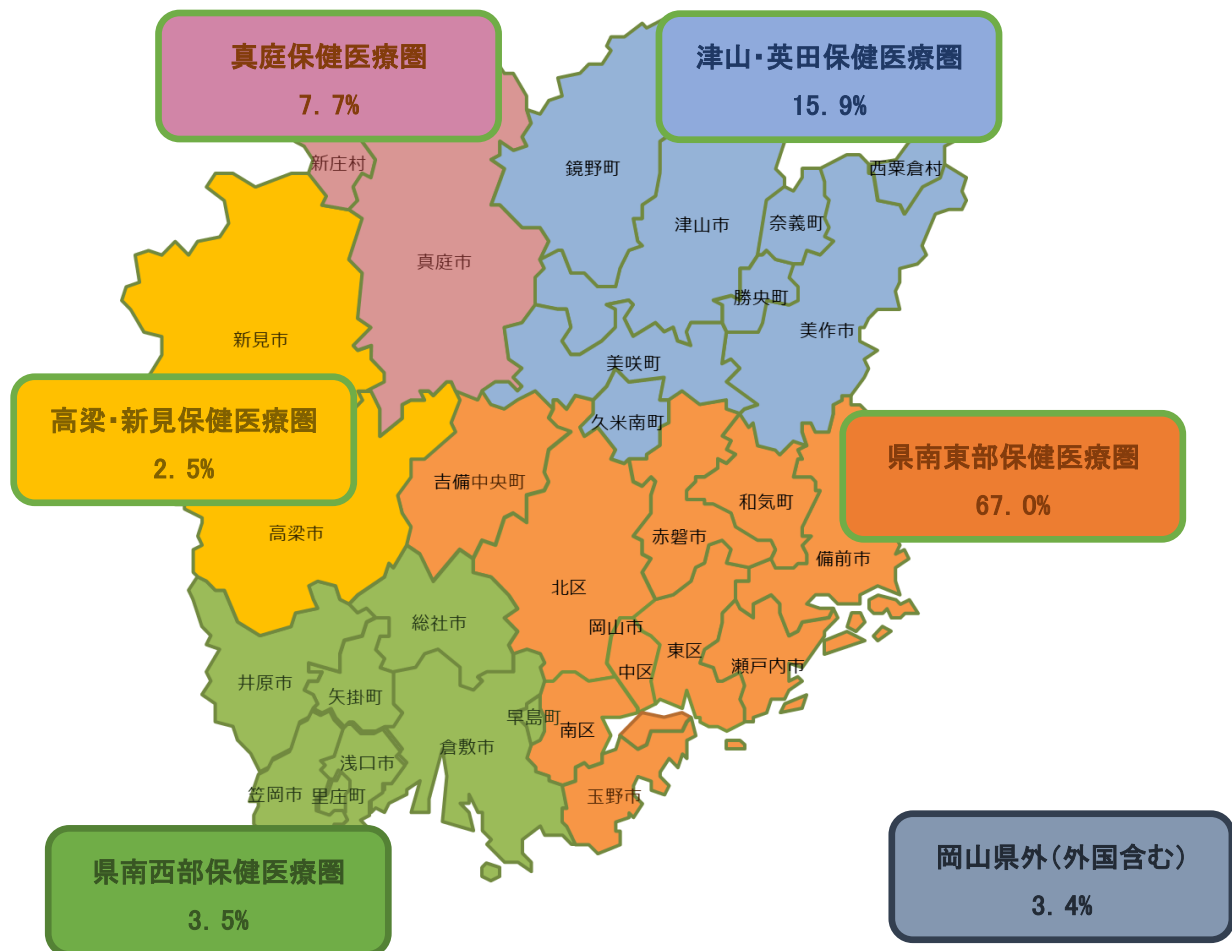 真庭保健医療圏
7. 7%
津山・英田保健医療圏
15. 9%
新庄村
鏡野町
西粟倉村
津山市
奈義町
真庭市
勝央町
美作市
新見市
美咲町
高梁・新見保健医療圏
2. 5%
久米南町
県南東部保健医療圏
67. 0%
吉備中央町
和気町
高梁市
赤磐市
備前市
北区
総社市
岡山市
東区
中区
瀬戸内市
井原市
矢掛町
早島町
南区
倉敷市
浅口市
笠岡市
里庄町
玉野市
県南西部保健医療圏
3. 5%
岡山県外(外国含む)
3. 4%